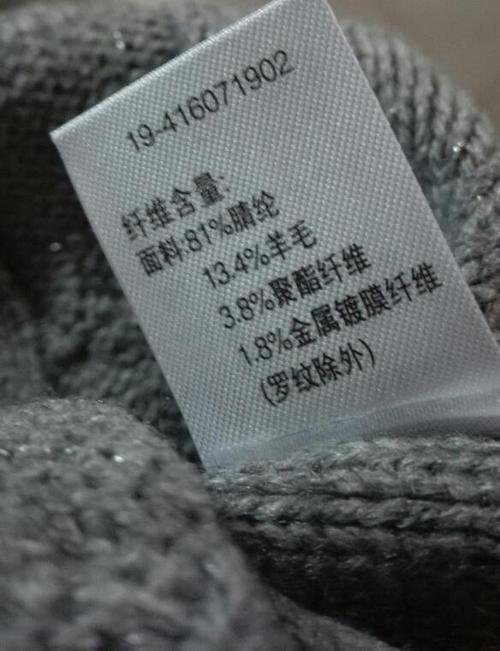 19-416071902
纤维含量:
面料:81%腈纶
13.4%羊毛
3.8%聚酯纤维
1.8%金属镀膜纤维
(罗纹除外)